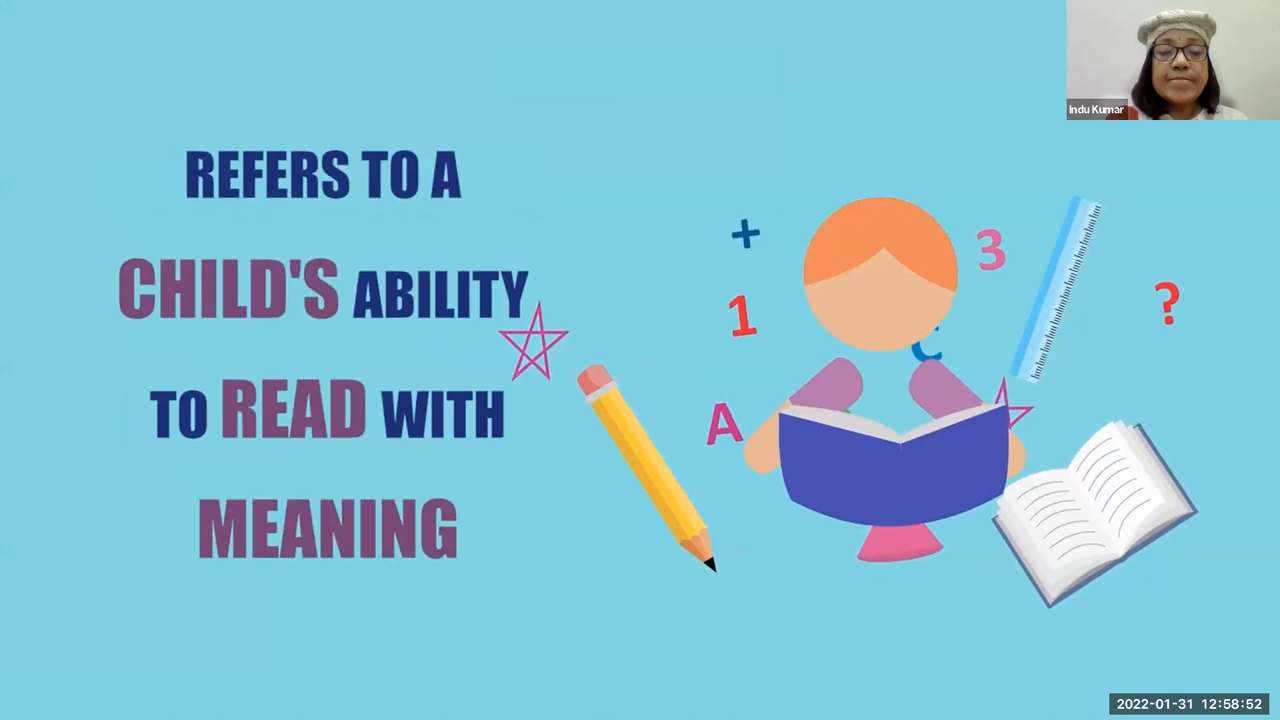 Indu Kumar
REFERS TO A
CHILD'S ABILITY
TO READ WITH
MEANING
+
3
1
?
C
A
2022-01-31 12:58:52